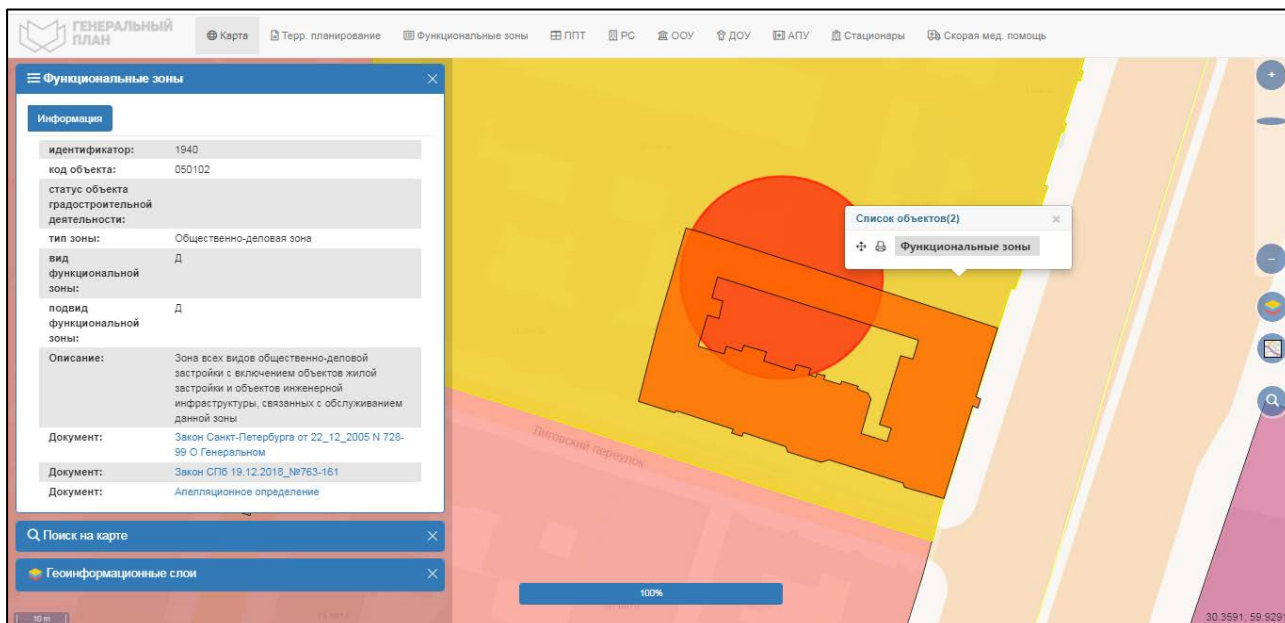 ГЕНЕРАЛЬНЫЙ
ПЛАН
Карта
Терр. планирование
Функциональные зоны
ППТ
РС
ООУ
ДОУ
АПУ
Стационары
Скорая мед. помощь
Функциональные зоны
Информация
идентификатор: 1940
код объекта: 050102
статус объекта
градостроительной
деятельности:
тип зоны: Общественно-деловая зона
вид Д
функциональной
зоны:
подвид Д
функциональной
зоны:
Описание: Зона всех видов общественно-деловой
застройки с включением объектов жилой
застройки и объектов инженерной
инфраструктуры, связанных с обслуживанием
данной зоны
Документ: Закон Санкт-Петербурга от 22_12_2005 N 728-
99 О Генеральном
Документ: Закон СПб 19.12.2018_№763-161
Документ: Апелляционное определение
Поиск на карте
Геоинформационные слои
Список объектов(2)
Функциональные зоны
Лиговский переулок
100%
10 m
30.3591, 59.9291